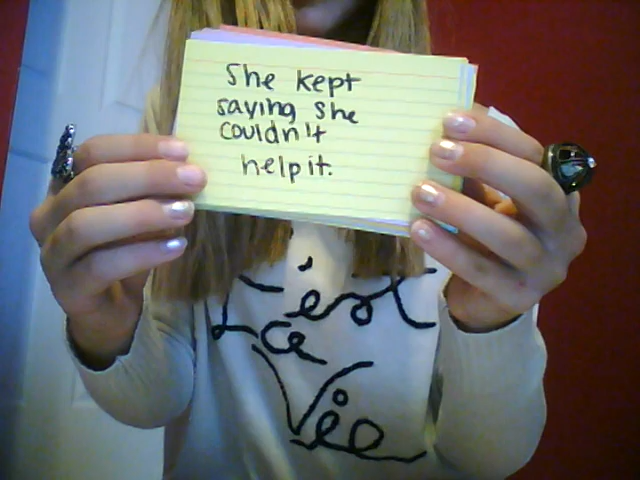 She kept
saying she
couldn't
help it.
C'est
La
Vie